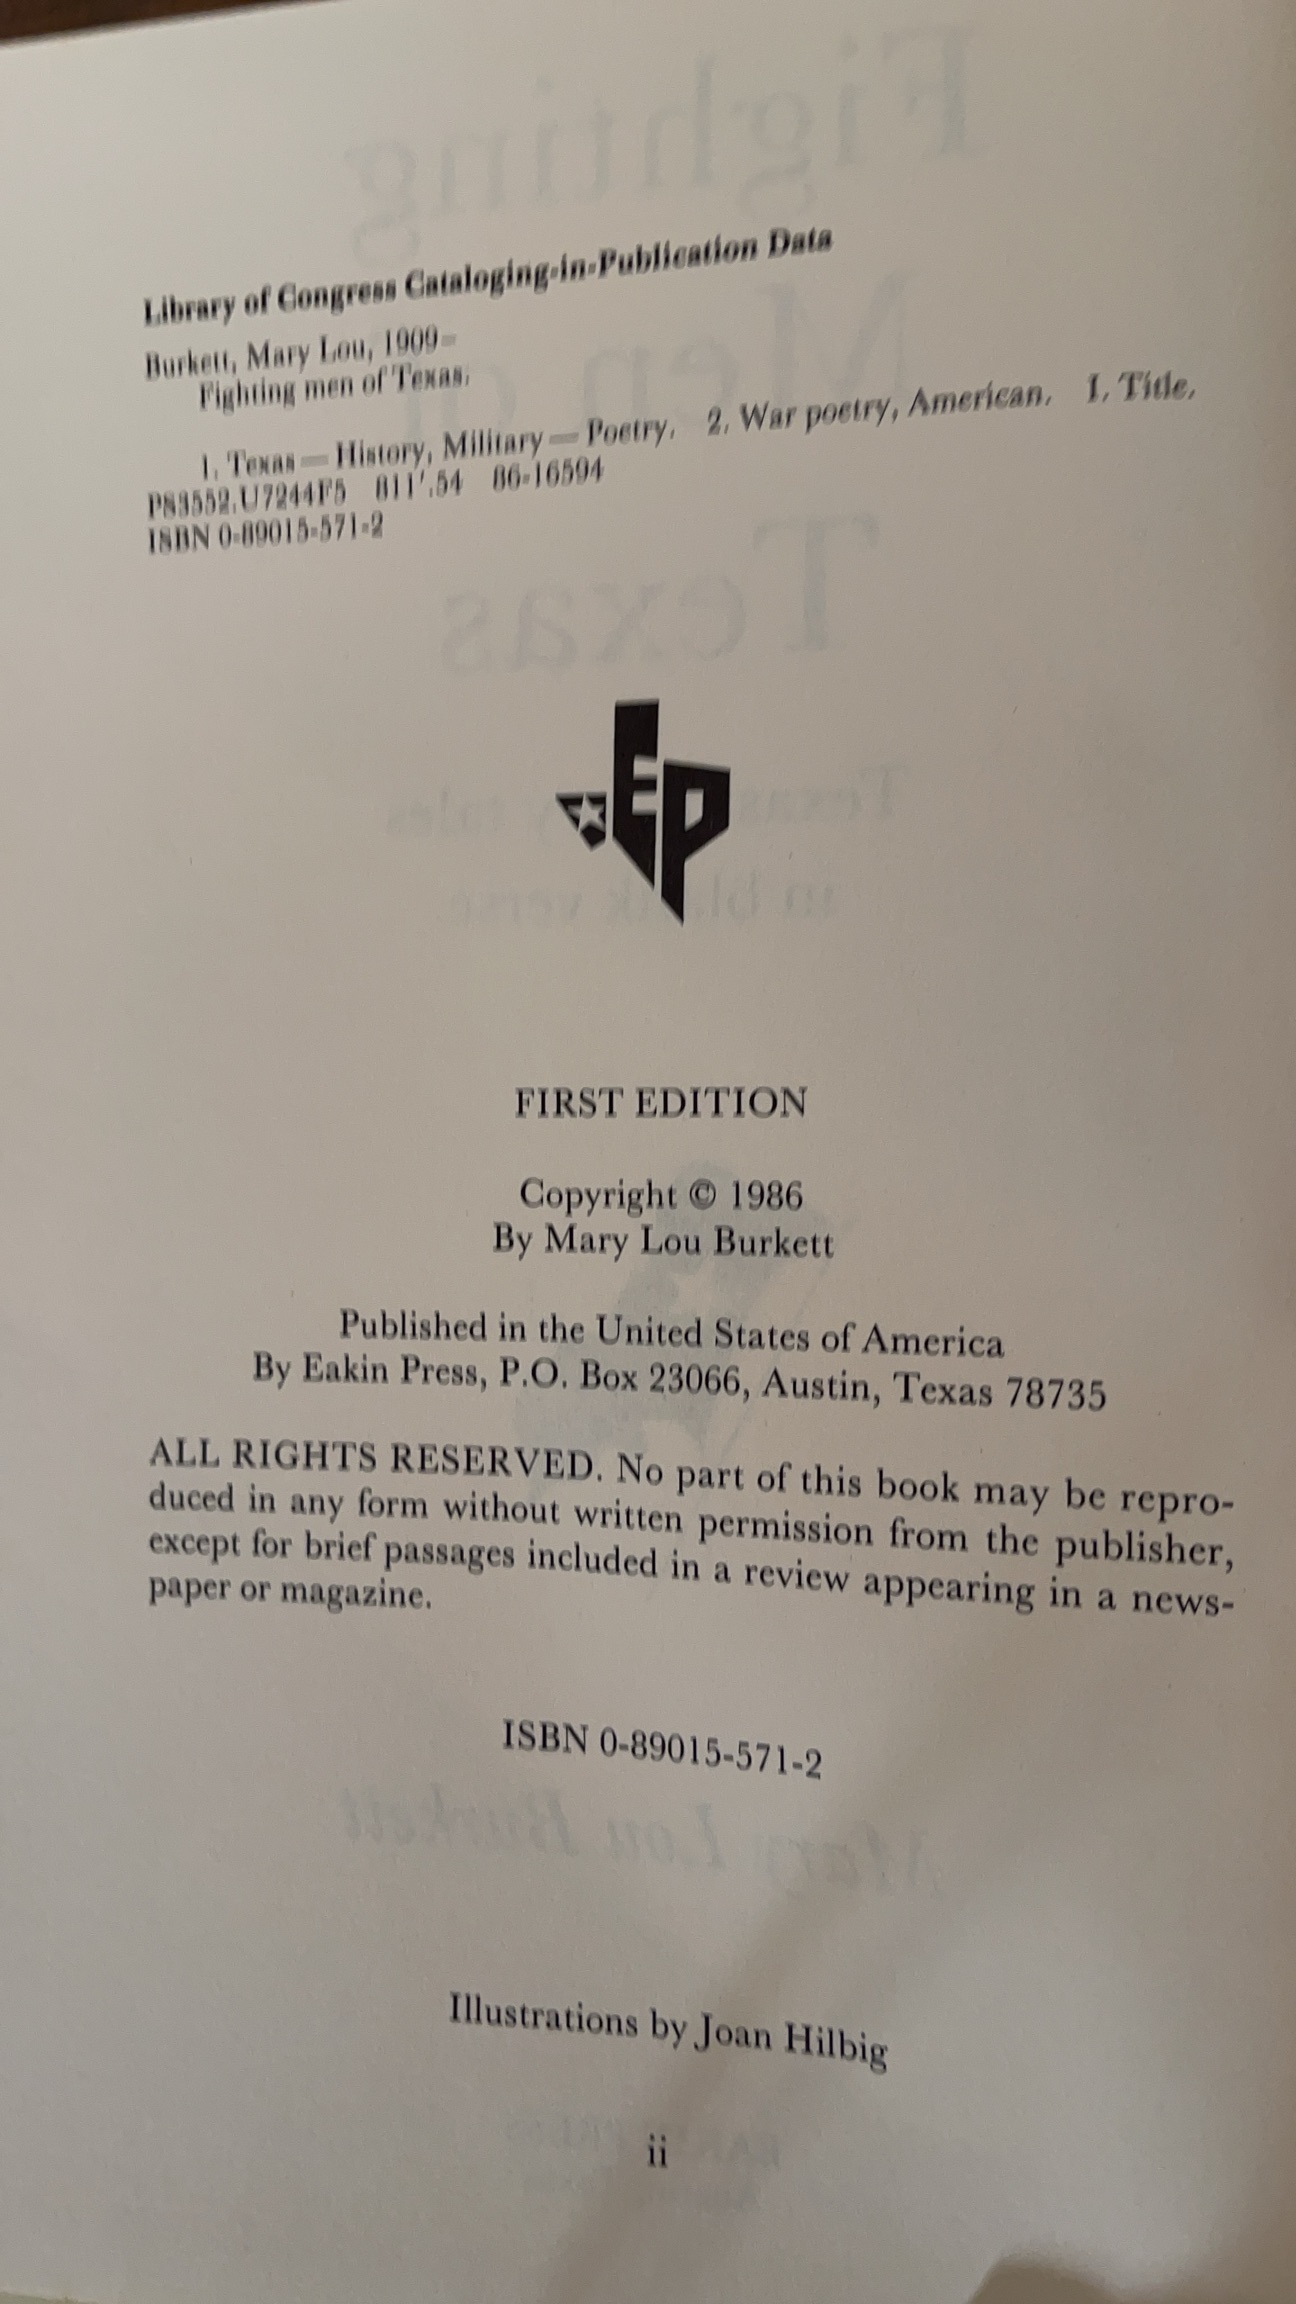 Library of Congress Cataloging-in-Publication Data
Burkett, Mary Lou, 1909–
Fighting men of Texas.
1. Texas — History, Military — Poetry. 2. War poetry, American. I. Title.
PS3552.U7244F5 811'.54 86-16594
ISBN 0-89015-571-2
EP
FIRST EDITION
Copyright © 1986
By Mary Lou Burkett
Published in the United States of America
By Eakin Press, P.O. Box 23066, Austin, Texas 78735
ALL RIGHTS RESERVED. No part of this book may be repro-
duced in any form without written permission from the publisher,
except for brief passages included in a review appearing in a news-
paper or magazine.
ISBN 0-89015-571-2
Illustrations by Joan Hilbig
ii